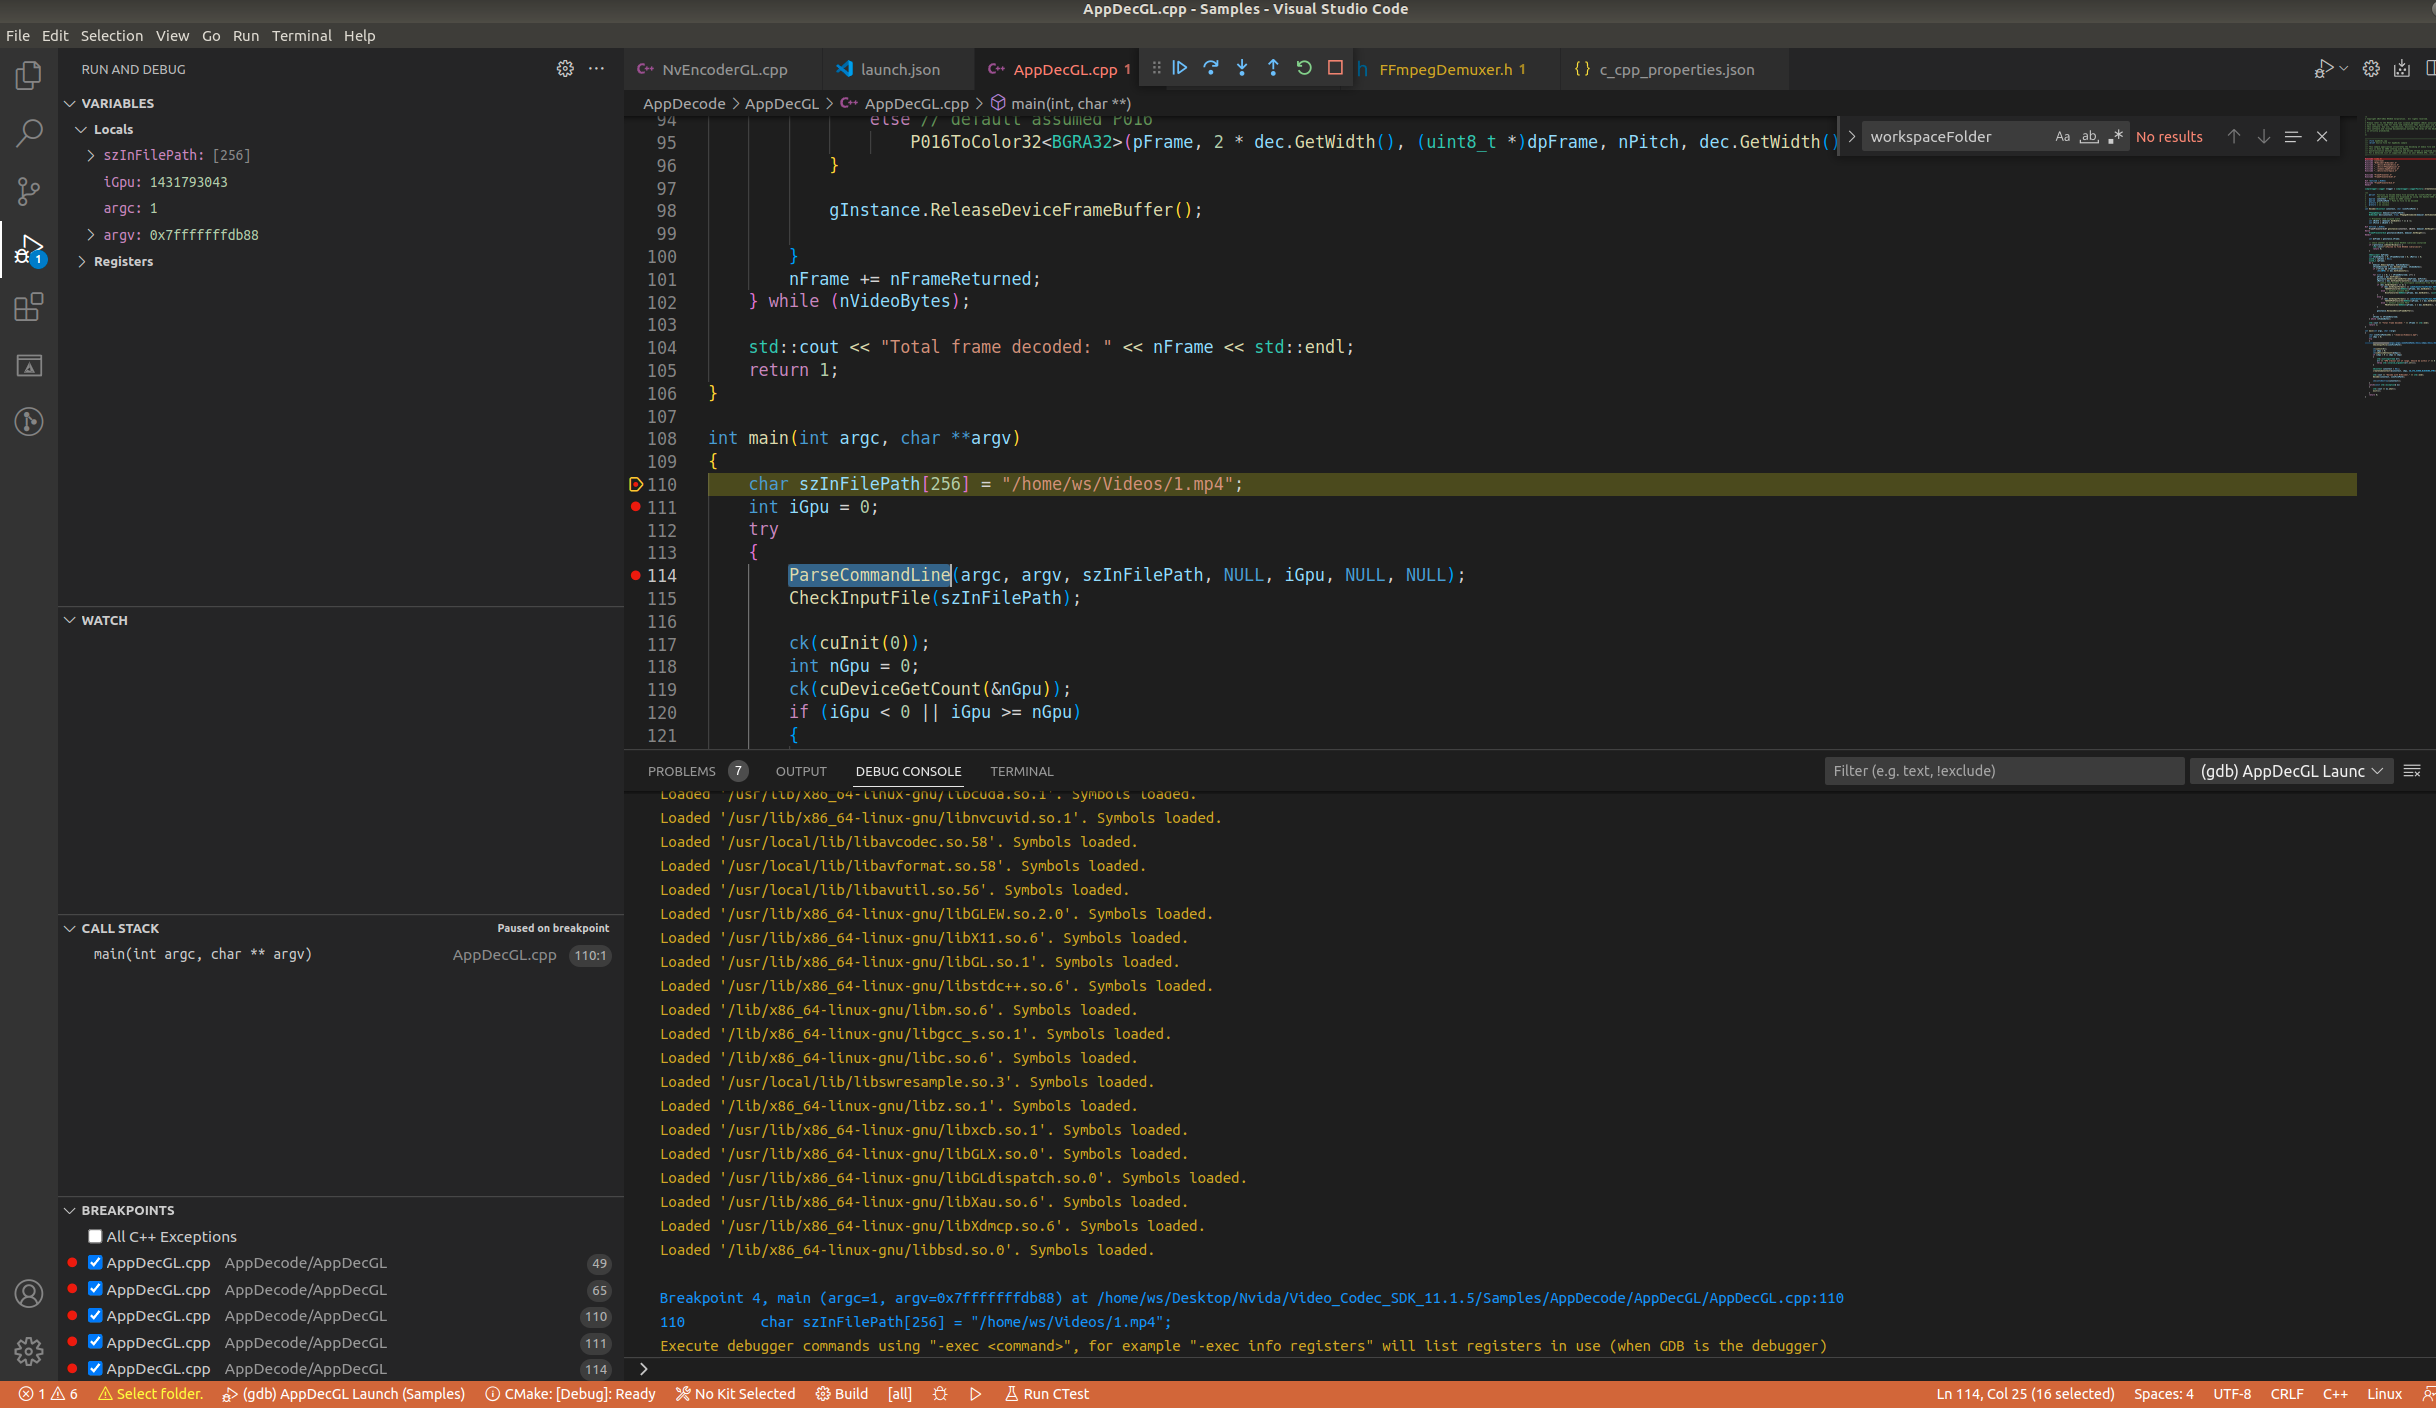 AppDecGL.cpp - Samples - Visual Studio Code
File Edit Selection View Go Run Terminal Help
RUN AND DEBUG
VARIABLES
Locals
szInFilePath: [256]
iGpu: 1431793043
argc: 1
argv: 0x7fffffffdb88
Registers
WATCH
CALL STACK Paused on breakpoint
main(int argc, char ** argv) AppDecGL.cpp 110:1
BREAKPOINTS
All C++ Exceptions
AppDecGL.cpp AppDecode/AppDecGL 49
AppDecGL.cpp AppDecode/AppDecGL 65
AppDecGL.cpp AppDecode/AppDecGL 110
AppDecGL.cpp AppDecode/AppDecGL 111
AppDecGL.cpp AppDecode/AppDecGL 114
NvEncoderGL.cpp launch.json AppDecGL.cpp 1 FFmpegDemuxer.h 1 c_cpp_properties.json
AppDecode > AppDecGL > AppDecGL.cpp > main(int, char **)
workspaceFolder Aa ab .* No results
94 else // default assumed P016
95 P016ToColor32<BGRA32>(pFrame, 2 * dec.GetWidth(), (uint8_t *)dpFrame, nPitch, dec.GetWidth()
96 }
97
98 gInstance.ReleaseDeviceFrameBuffer();
99
100 }
101 nFrame += nFrameReturned;
102 } while (nVideoBytes);
103
104 std::cout << "Total frame decoded: " << nFrame << std::endl;
105 return 1;
106 }
107
108 int main(int argc, char **argv)
109 {
110 char szInFilePath[256] = "/home/ws/Videos/1.mp4";
111 int iGpu = 0;
112 try
113 {
114 ParseCommandLine(argc, argv, szInFilePath, NULL, iGpu, NULL, NULL);
115 CheckInputFile(szInFilePath);
116
117 ck(cuInit(0));
118 int nGpu = 0;
119 ck(cuDeviceGetCount(&nGpu));
120 if (iGpu < 0 || iGpu >= nGpu)
121 {
PROBLEMS 7 OUTPUT DEBUG CONSOLE TERMINAL
Filter (e.g. text, !exclude) (gdb) AppDecGL Launc
Loaded '/usr/lib/x86_64-linux-gnu/libcuda.so.1'. Symbols loaded.
Loaded '/usr/lib/x86_64-linux-gnu/libnvcuvid.so.1'. Symbols loaded.
Loaded '/usr/local/lib/libavcodec.so.58'. Symbols loaded.
Loaded '/usr/local/lib/libavformat.so.58'. Symbols loaded.
Loaded '/usr/local/lib/libavutil.so.56'. Symbols loaded.
Loaded '/usr/lib/x86_64-linux-gnu/libGLEW.so.2.0'. Symbols loaded.
Loaded '/usr/lib/x86_64-linux-gnu/libX11.so.6'. Symbols loaded.
Loaded '/usr/lib/x86_64-linux-gnu/libGL.so.1'. Symbols loaded.
Loaded '/usr/lib/x86_64-linux-gnu/libstdc++.so.6'. Symbols loaded.
Loaded '/lib/x86_64-linux-gnu/libm.so.6'. Symbols loaded.
Loaded '/lib/x86_64-linux-gnu/libgcc_s.so.1'. Symbols loaded.
Loaded '/lib/x86_64-linux-gnu/libc.so.6'. Symbols loaded.
Loaded '/usr/local/lib/libswresample.so.3'. Symbols loaded.
Loaded '/lib/x86_64-linux-gnu/libz.so.1'. Symbols loaded.
Loaded '/usr/lib/x86_64-linux-gnu/libxcb.so.1'. Symbols loaded.
Loaded '/usr/lib/x86_64-linux-gnu/libGLX.so.0'. Symbols loaded.
Loaded '/usr/lib/x86_64-linux-gnu/libGLdispatch.so.0'. Symbols loaded.
Loaded '/usr/lib/x86_64-linux-gnu/libXau.so.6'. Symbols loaded.
Loaded '/usr/lib/x86_64-linux-gnu/libXdmcp.so.6'. Symbols loaded.
Loaded '/lib/x86_64-linux-gnu/libbsd.so.0'. Symbols loaded.
Breakpoint 4, main (argc=1, argv=0x7fffffffdb88) at /home/ws/Desktop/Nvida/Video_Codec_SDK_11.1.5/Samples/AppDecode/AppDecGL/AppDecGL.cpp:110
110 char szInFilePath[256] = "/home/ws/Videos/1.mp4";
Execute debugger commands using "-exec <command>", for example "-exec info registers" will list registers in use (when GDB is the debugger)
1 6 Select folder. (gdb) AppDecGL Launch (Samples) CMake: [Debug]: Ready No Kit Selected Build [all] Run CTest Ln 114, Col 25 (16 selected) Spaces: 4 UTF-8 CRLF C++ Linux